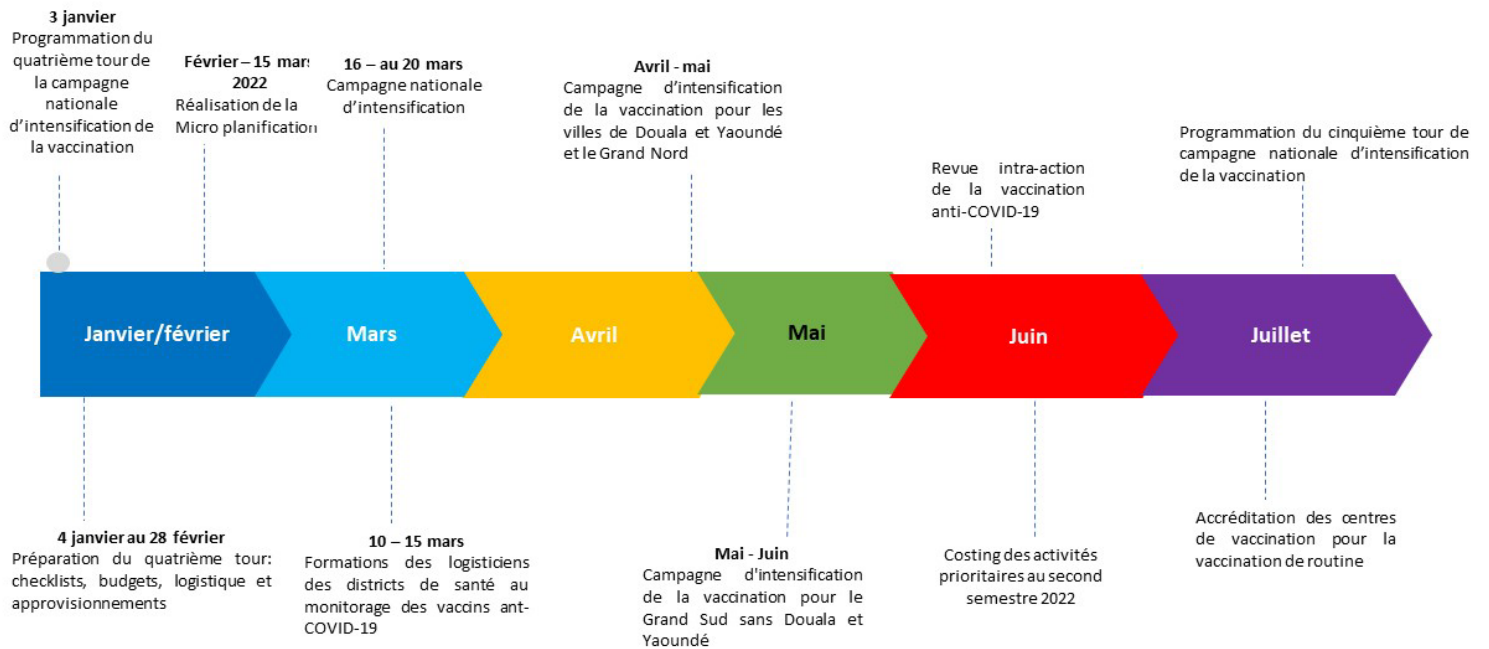 3 janvier
Programmation du
quatrième tour de
la campagne
nationale
d’intensification de
la vaccination
Février – 15 mars
2022
Réalisation de la
Micro planification
16 – au 20 mars
Campagne nationale
d’intensification
Avril - mai
Campagne d’intensification
de la vaccination pour les
villes de Douala et Yaoundé
et le Grand Nord
Revue intra-action
de la vaccination
anti-COVID-19
Programmation du cinquième tour de
campagne nationale d’intensification
de la vaccination
Janvier/février
Mars
Avril
Mai
Juin
Juillet
4 janvier au 28 février
Préparation du quatrième tour:
checklists, budgets, logistique et
approvisionnements
10 – 15 mars
Formations des logisticiens
des districts de santé au
monitorage des vaccins ant-
COVID-19
Mai - Juin
Campagne d'intensification
de la vaccination pour le
Grand Sud sans Douala et
Yaoundé
Costing des activités
prioritaires au second
semestre 2022
Accréditation des centres
de vaccination pour la
vaccination de routine